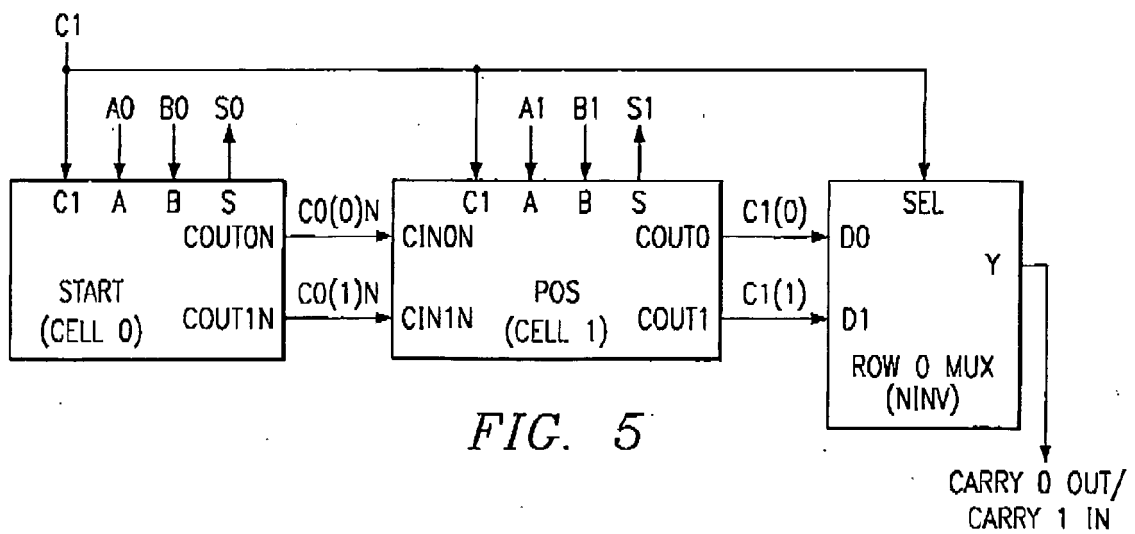 C1
A0 B0 S0 A1 B1 S1
C1 A B S C1 A B S SEL
COUT0N C0(0)N CIN0N COUT0 C1(0) D0
Y
START (CELL 0) COUT1N C0(1)N CIN1N POS (CELL 1) COUT1 C1(1) D1
ROW 0 MUX
(NINV)
FIG. 5
CARRY 0 OUT/
CARRY 1 IN